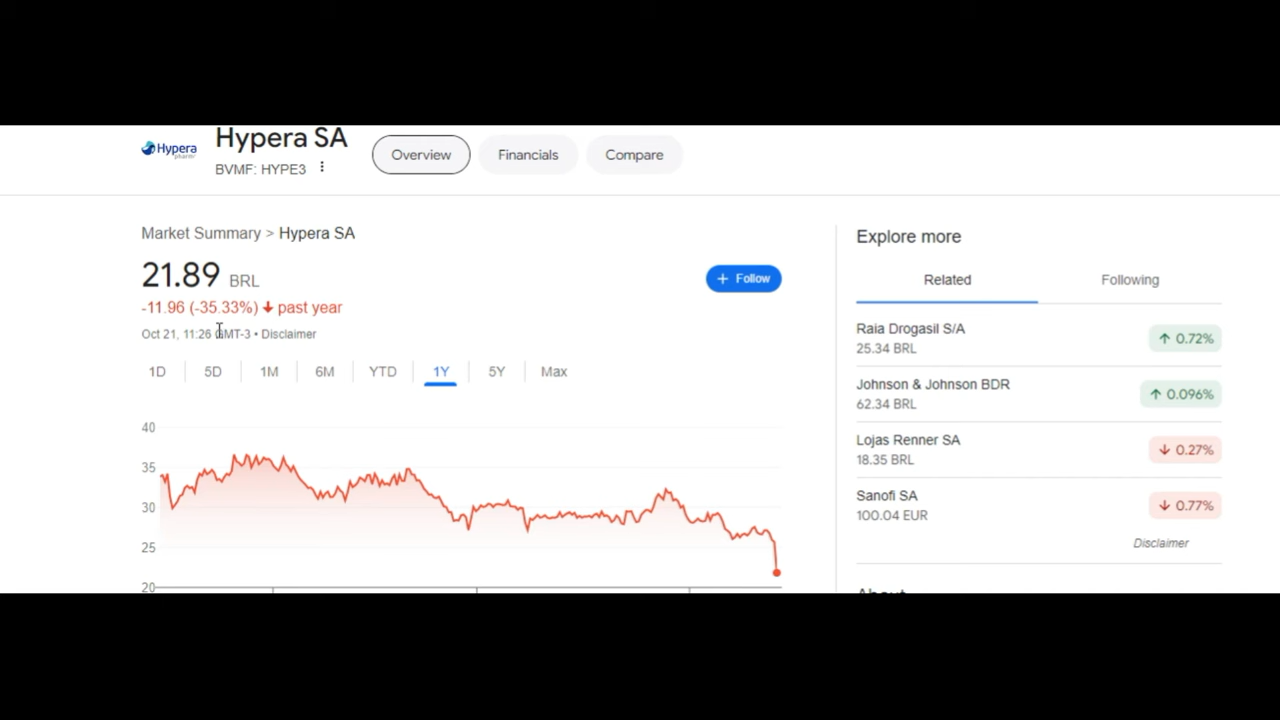 Hypera SA
Hypera
pharma
BVMF: HYPE3
Overview
Financials
Compare
Market Summary > Hypera SA
21.89 BRL
-11.96 (-35.33%) ↓ past year
Oct 21, 11:26 GMT-3 • Disclaimer
+ Follow
1D 5D 1M 6M YTD 1Y 5Y Max
40
35
30
25
20
Explore more
Related Following
Raia Drogasil S/A
25.34 BRL
↑ 0.72%
Johnson & Johnson BDR
62.34 BRL
↑ 0.096%
Lojas Renner SA
18.35 BRL
↓ 0.27%
Sanofi SA
100.04 EUR
↓ 0.77%
Disclaimer
About